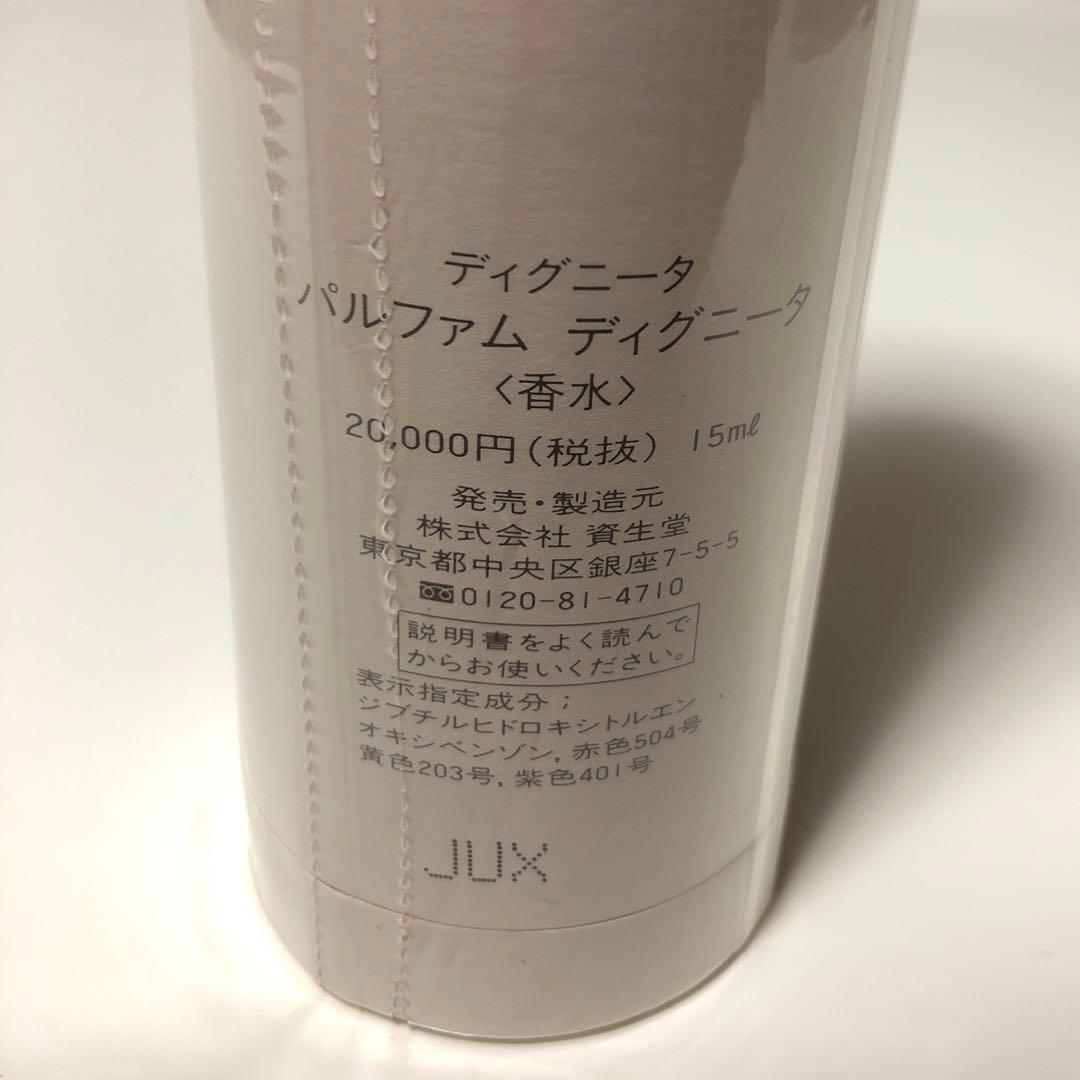 ディグニータ
パルファム ディグニータ
〈香水〉
20,000円(税抜) 15mℓ
発売・製造元
株式会社 資生堂
東京都中央区銀座7-5-5
0120-81-4710
説明書をよく読んで
からお使いください。
表示指定成分;
ジブチルヒドロキシトルエン
オキシベンゾン,赤色504号
黄色203号,紫色401号
JUX